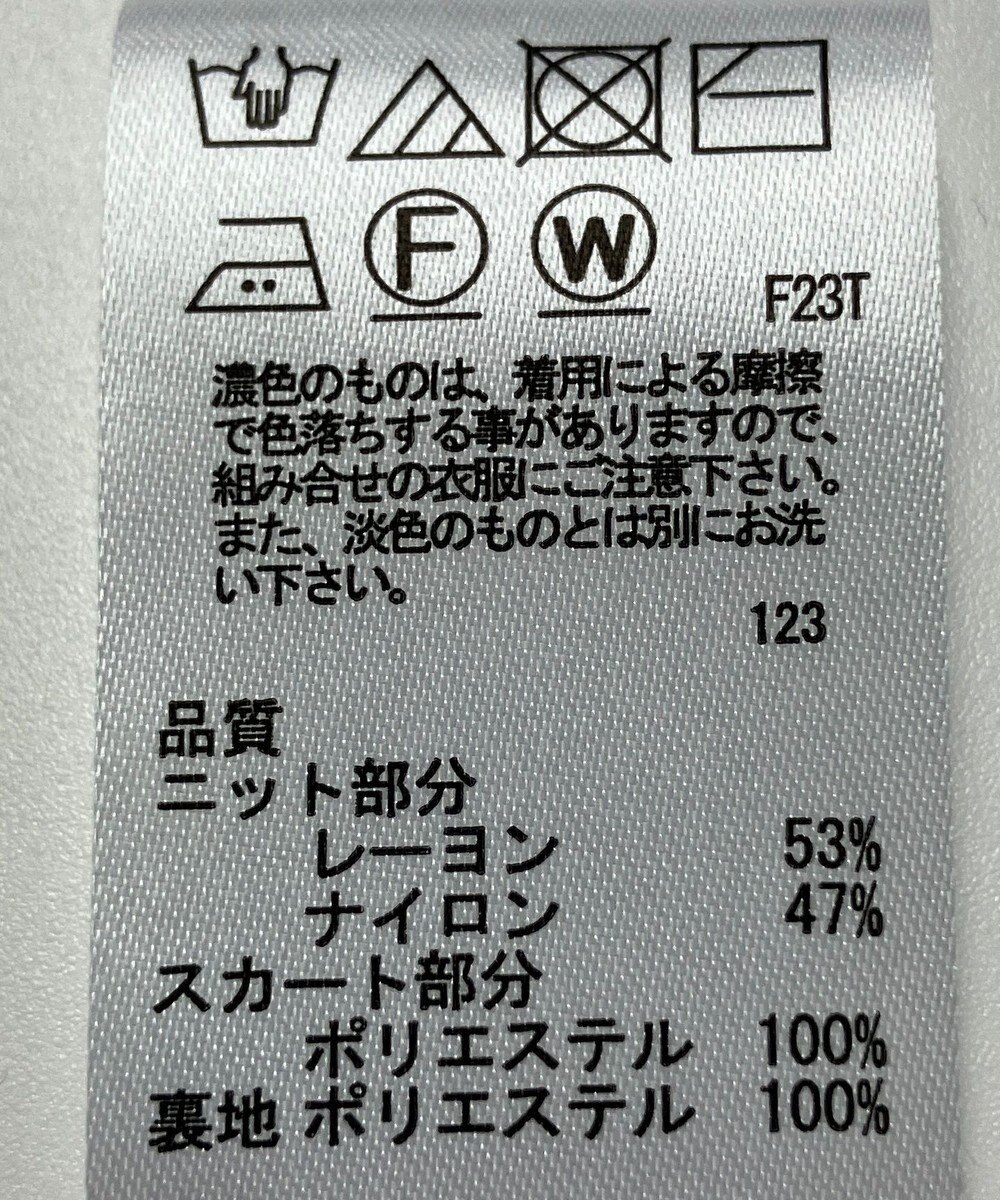 F
W
F23T
濃色のものは、着用による摩擦
で色落ちする事がありますので、
組み合せの衣服にご注意下さい。
また、淡色のものとは別にお洗
い下さい。
123
品質
ニット部分
レーヨン 53%
ナイロン 47%
スカート部分
ポリエステル 100%
裏地 ポリエステル 100%